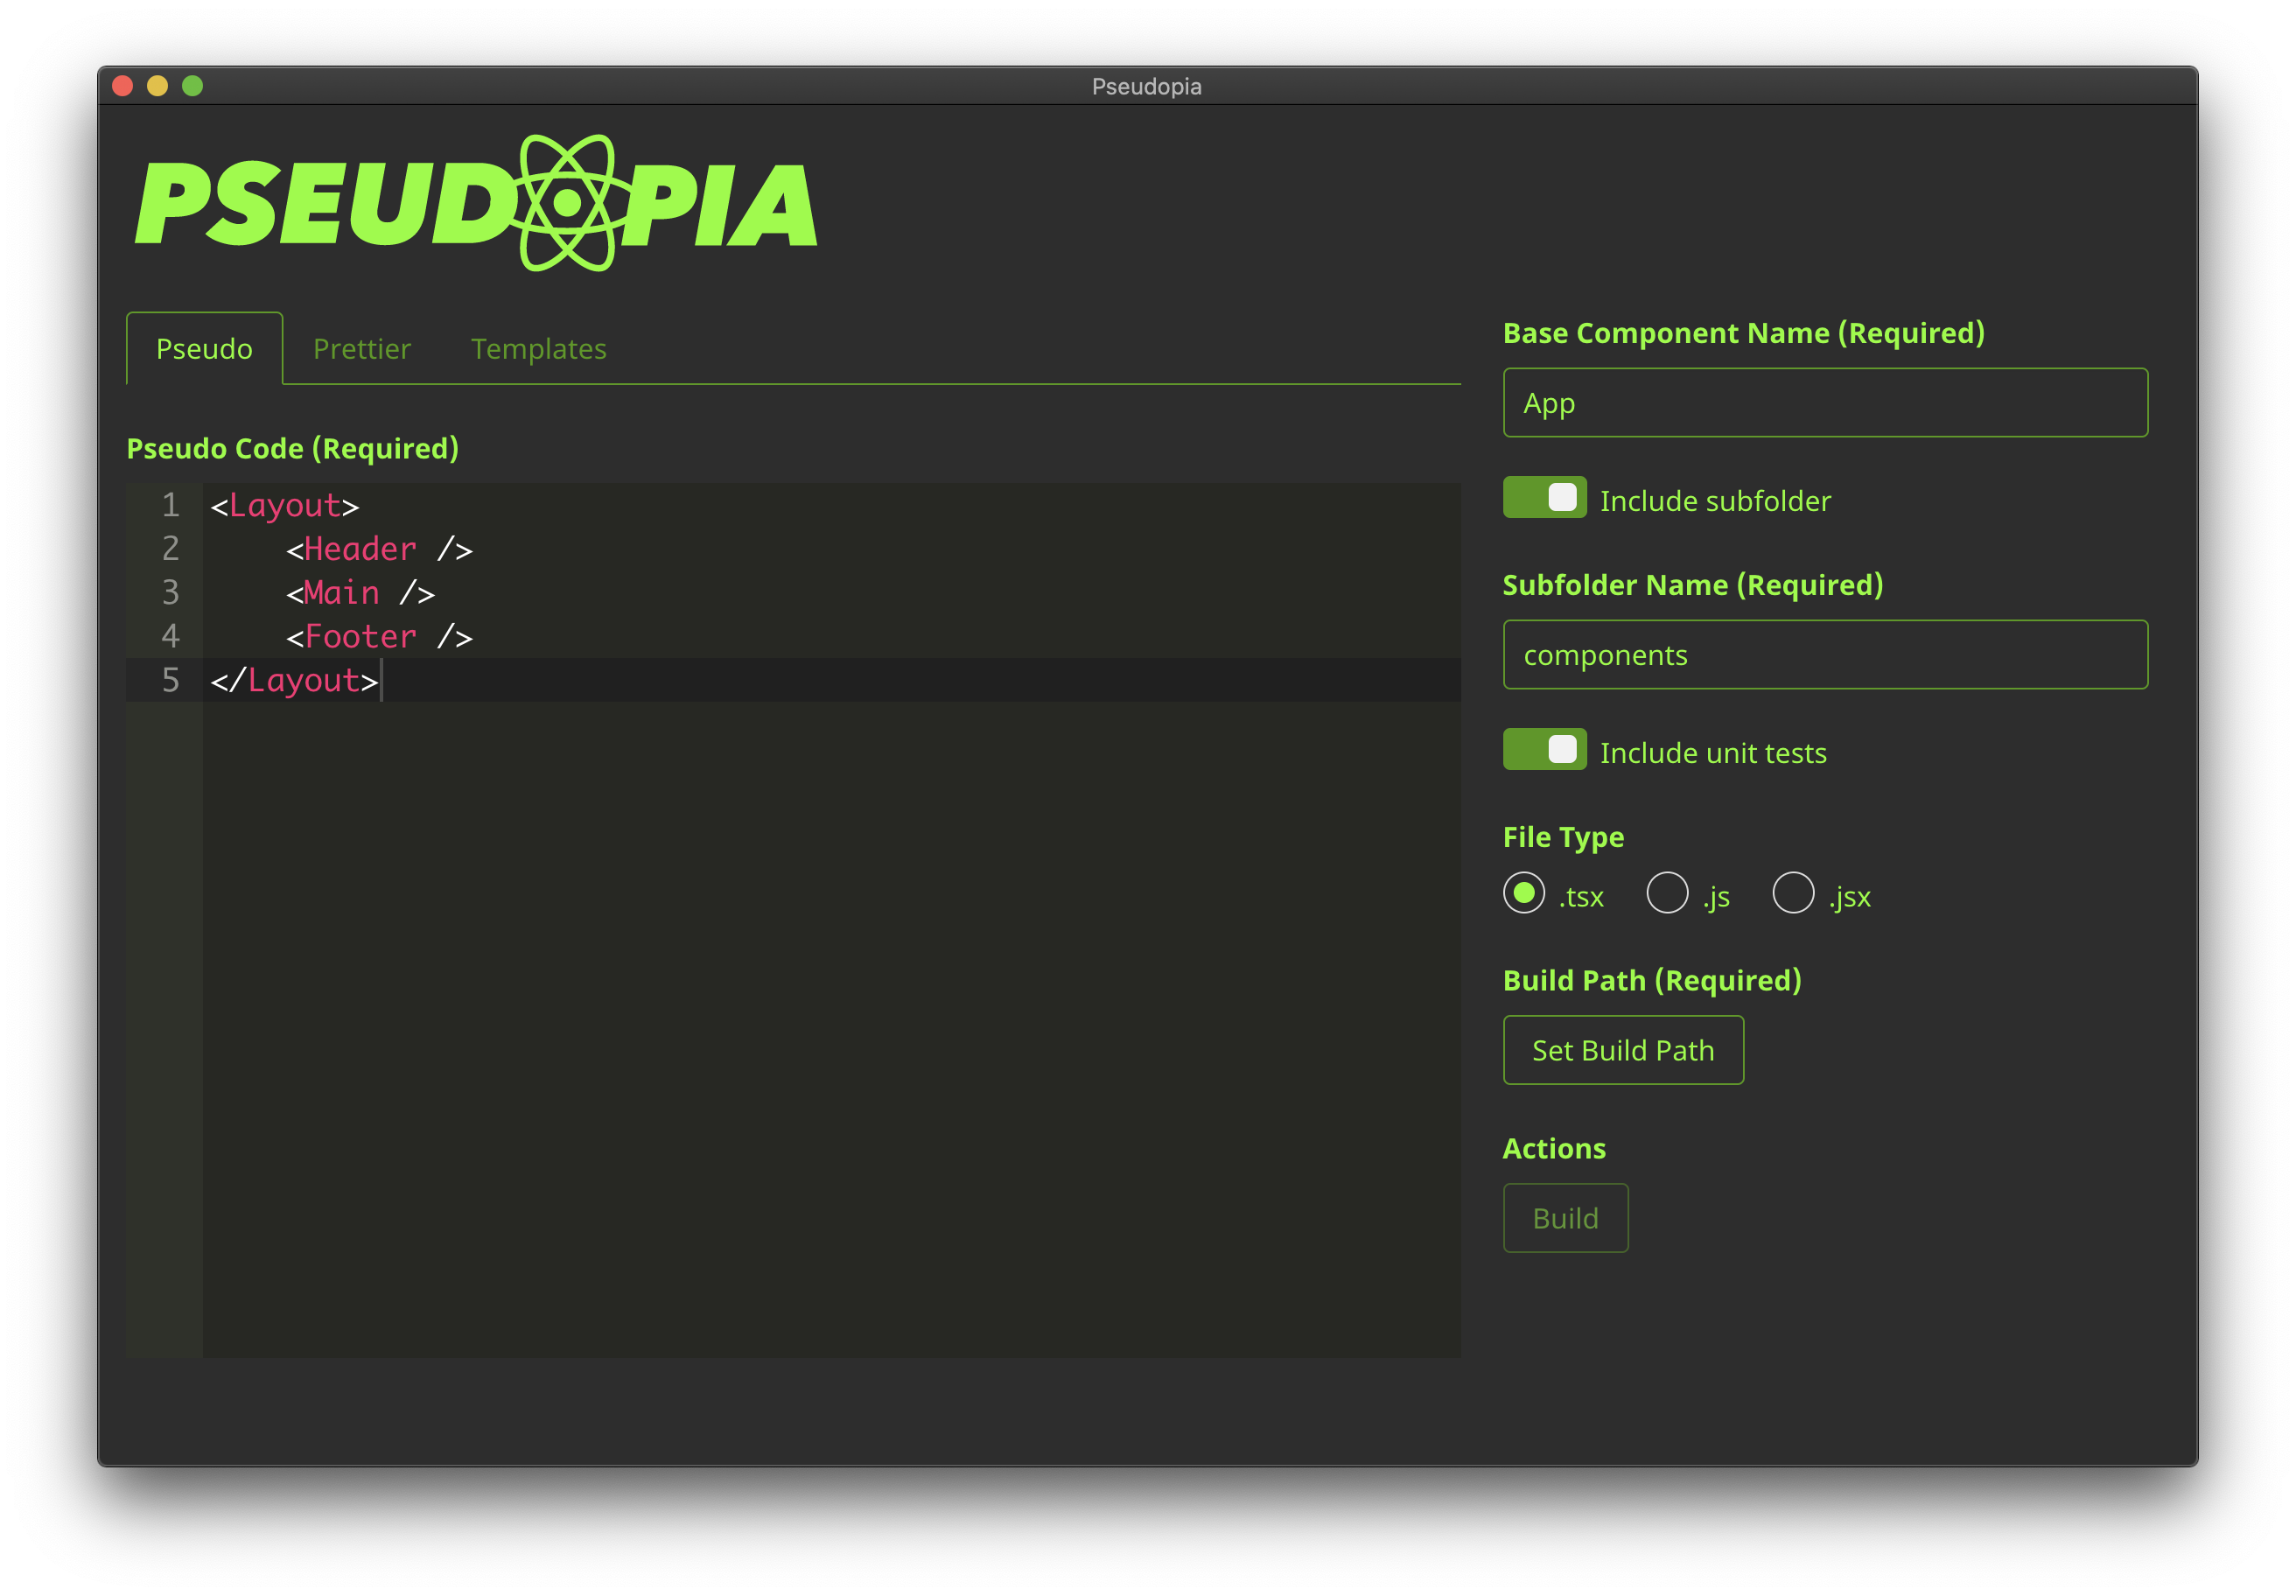 Pseudopia
PSEUDOPIA
Pseudo Prettier Templates
Pseudo Code (Required)
1 <Layout>
2     <Header />
3     <Main />
4     <Footer />
5 </Layout>
Base Component Name (Required)
App
Include subfolder
Subfolder Name (Required)
components
Include unit tests
File Type
.tsx .js .jsx
Build Path (Required)
Set Build Path
Actions
Build